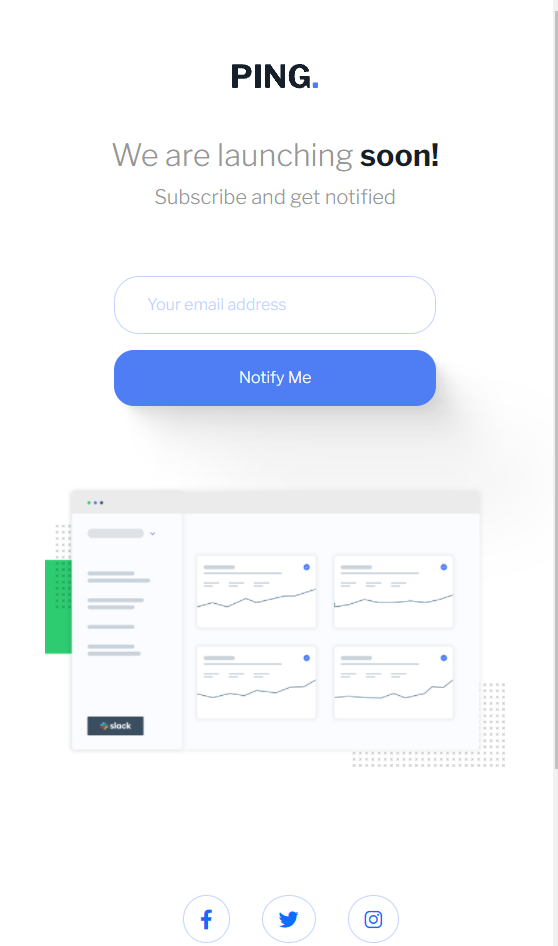 PING.
We are launching soon!
Subscribe and get notified
Your email address
Notify Me
slack